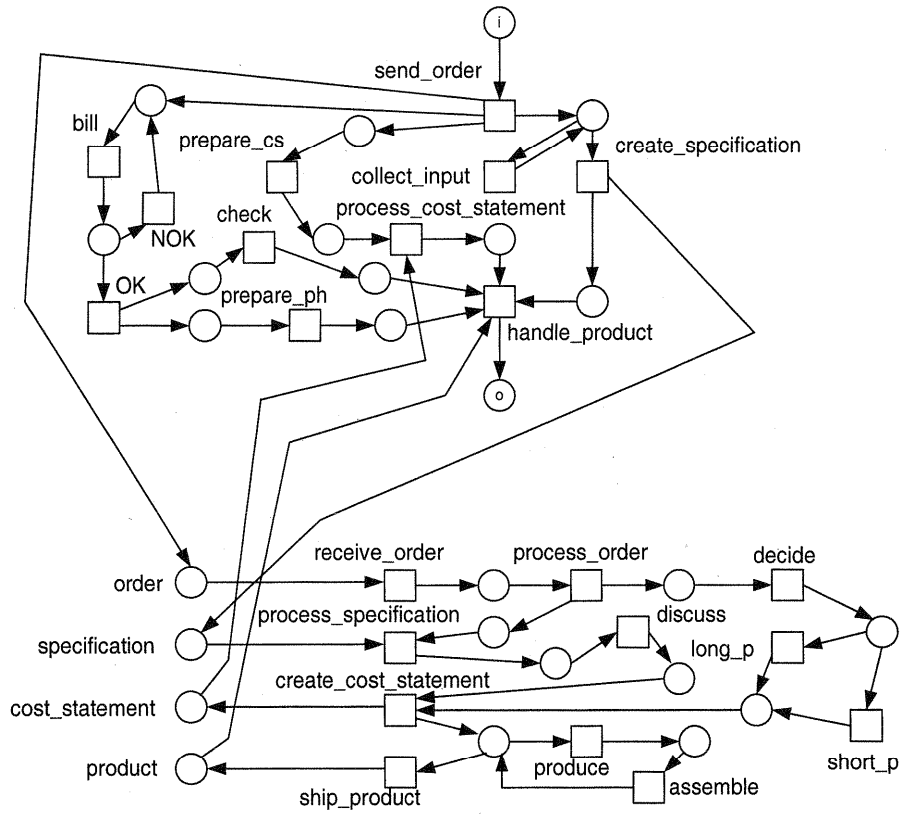 i
send_order
bill
prepare_cs
create_specification
collect_input
process_cost_statement
check
NOK
OK
prepare_ph
handle_product
o
receive_order
process_order
decide
order
process_specification
discuss
specification
long_p
create_cost_statement
cost_statement
product
produce
short_p
ship_product
assemble